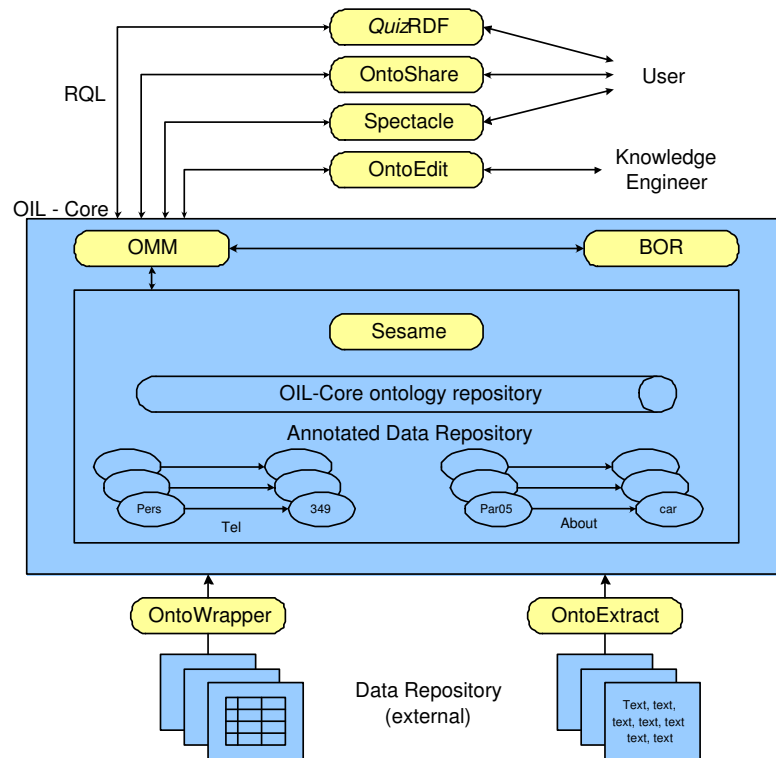 QuizRDF
OntoShare
RQL
User
Spectacle
OntoEdit
Knowledge
Engineer
OIL - Core
OMM
BOR
Sesame
OIL-Core ontology repository
Annotated Data Repository
Pers
349
Par05
car
Tel
About
OntoWrapper
OntoExtract
Data Repository
(external)
Text, text,
text, text, text
text, text